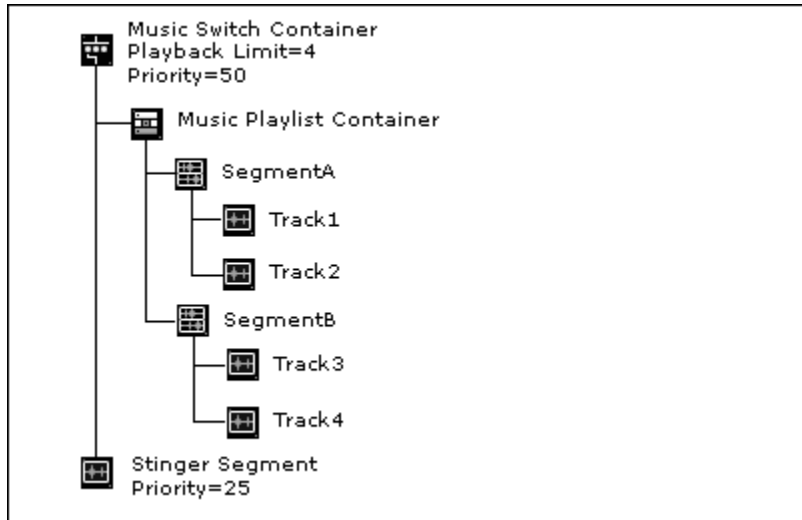 Music Switch Container
Playback Limit=4
Priority=50
Music Playlist Container
SegmentA
Track1
Track2
SegmentB
Track3
Track4
Stinger Segment
Priority=25